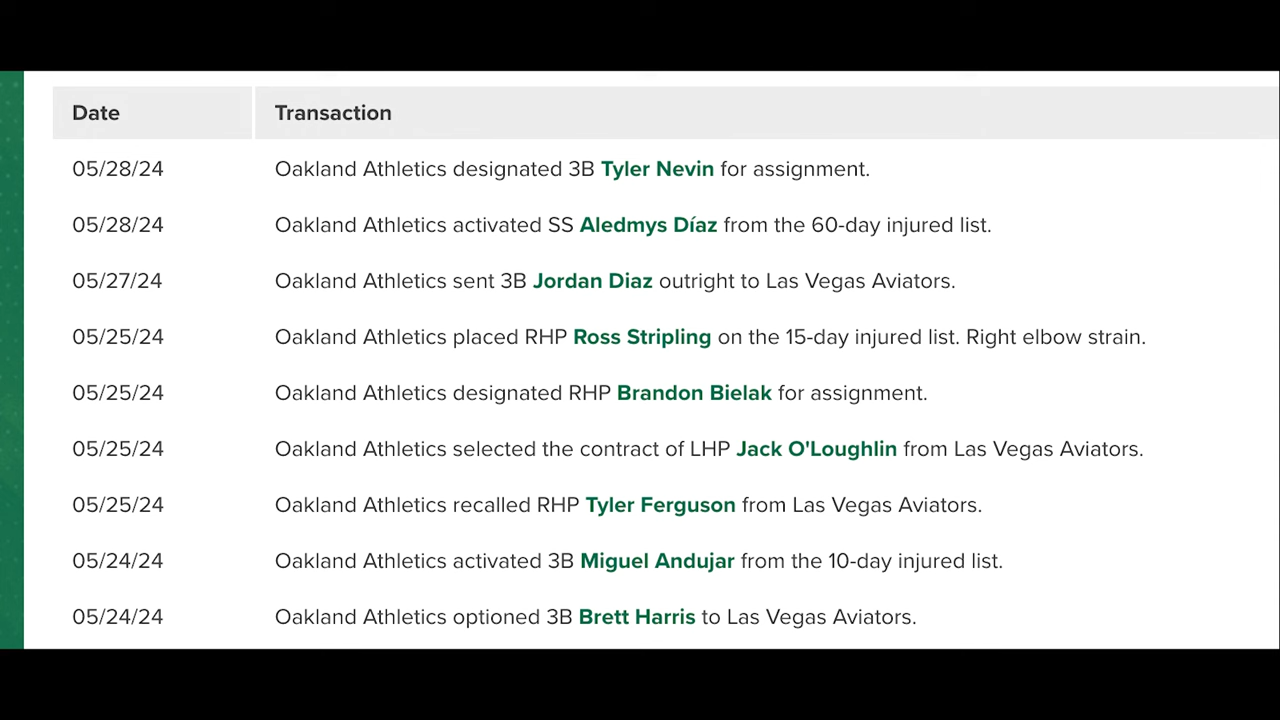 Date Transaction
05/28/24 Oakland Athletics designated 3B Tyler Nevin for assignment.
05/28/24 Oakland Athletics activated SS Aledmys Díaz from the 60-day injured list.
05/27/24 Oakland Athletics sent 3B Jordan Diaz outright to Las Vegas Aviators.
05/25/24 Oakland Athletics placed RHP Ross Stripling on the 15-day injured list. Right elbow strain.
05/25/24 Oakland Athletics designated RHP Brandon Bielak for assignment.
05/25/24 Oakland Athletics selected the contract of LHP Jack O'Loughlin from Las Vegas Aviators.
05/25/24 Oakland Athletics recalled RHP Tyler Ferguson from Las Vegas Aviators.
05/24/24 Oakland Athletics activated 3B Miguel Andujar from the 10-day injured list.
05/24/24 Oakland Athletics optioned 3B Brett Harris to Las Vegas Aviators.